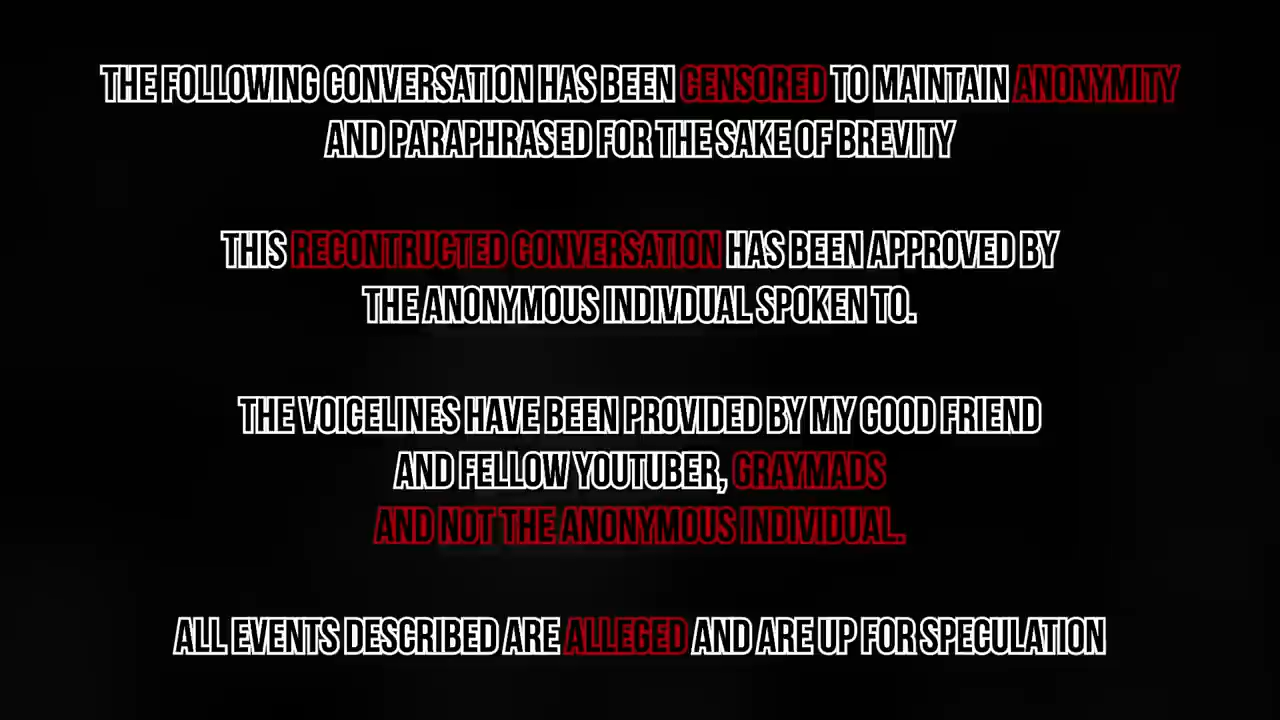 THE FOLLOWING CONVERSATION HAS BEEN CENSORED TO MAINTAIN ANONYMITY
AND PARAPHRASED FOR THE SAKE OF BREVITY
THIS RECONTRUCTED CONVERSATION HAS BEEN APPROVED BY
THE ANONYMOUS INDIVDUAL SPOKEN TO.
THE VOICELINES HAVE BEEN PROVIDED BY MY GOOD FRIEND
AND FELLOW YOUTUBER, GRAYMADS
AND NOT THE ANONYMOUS INDIVIDUAL.
ALL EVENTS DESCRIBED ARE ALLEGED AND ARE UP FOR SPECULATION